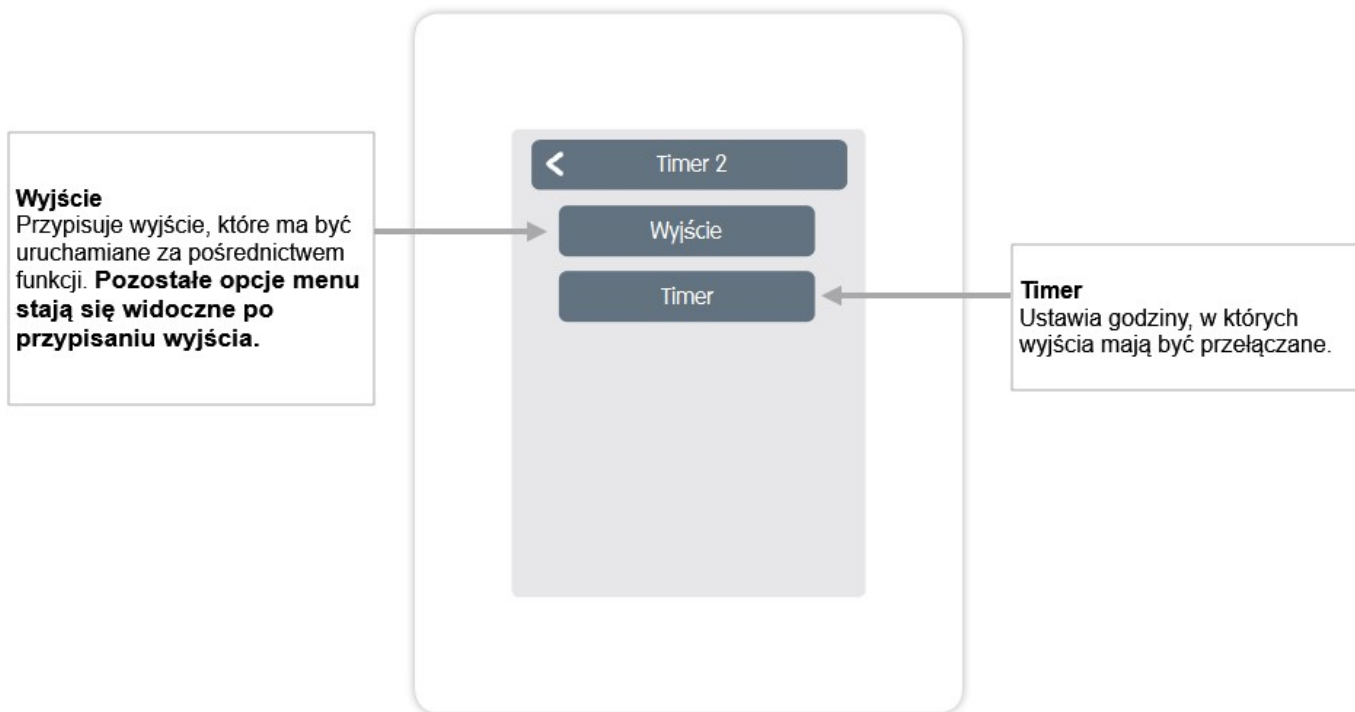 Wyjście
Przypisuje wyjście, które ma być
uruchamiane za pośrednictwem
funkcji. Pozostałe opcje menu
stają się widoczne po
przypisaniu wyjścia.
Timer 2
Wyjście
Timer
Timer
Ustawia godziny, w których
wyjścia mają być przełączane.